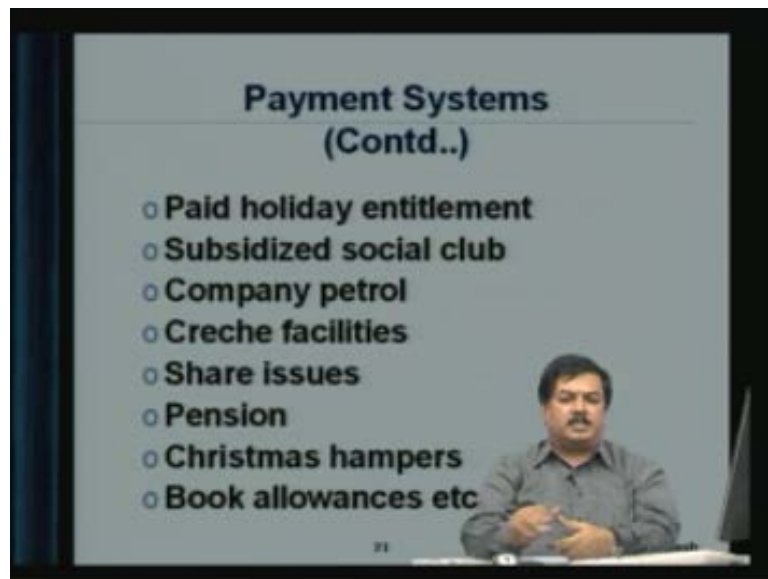 Payment Systems
(Contd..)
o Paid holiday entitlement
o Subsidized social club
o Company petrol
o Creche facilities
o Share issues
o Pension
o Christmas hampers
o Book allowances etc